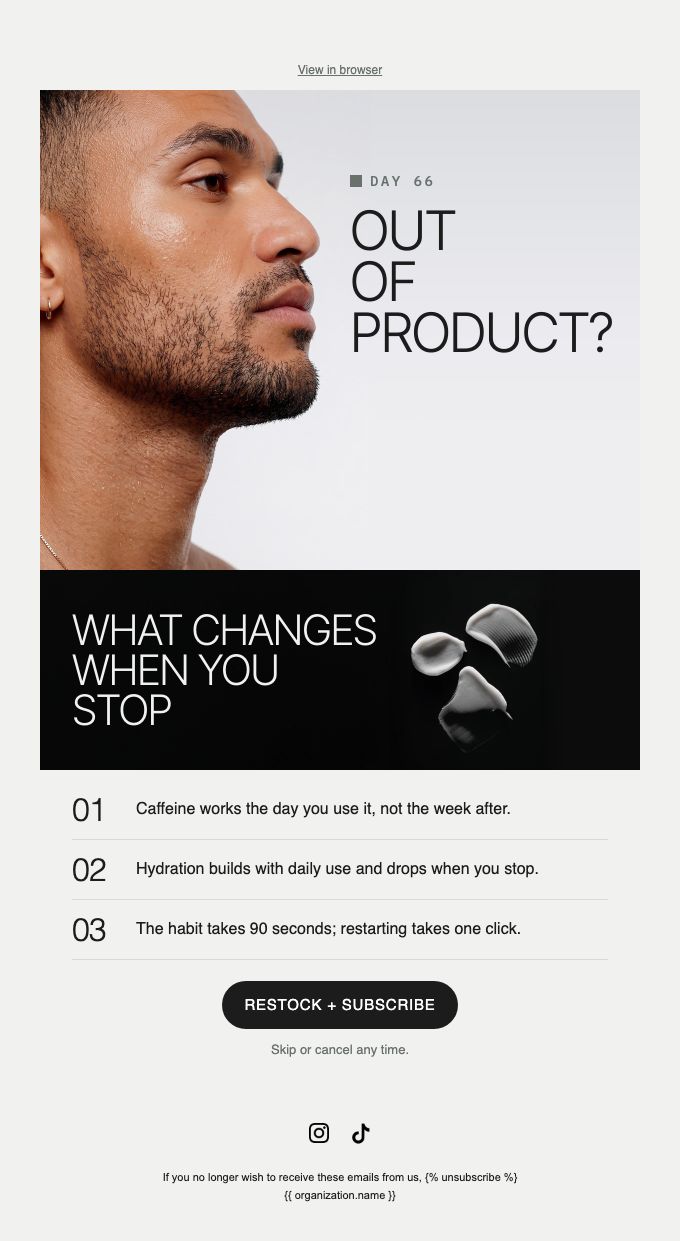 View in browser
DAY 66
OUT
OF
PRODUCT?
WHAT CHANGES
WHEN YOU
STOP
01 Caffeine works the day you use it, not the week after.
02 Hydration builds with daily use and drops when you stop.
03 The habit takes 90 seconds; restarting takes one click.
RESTOCK + SUBSCRIBE
Skip or cancel any time.
If you no longer wish to receive these emails from us, {% unsubscribe %}
{{ organization.name }}